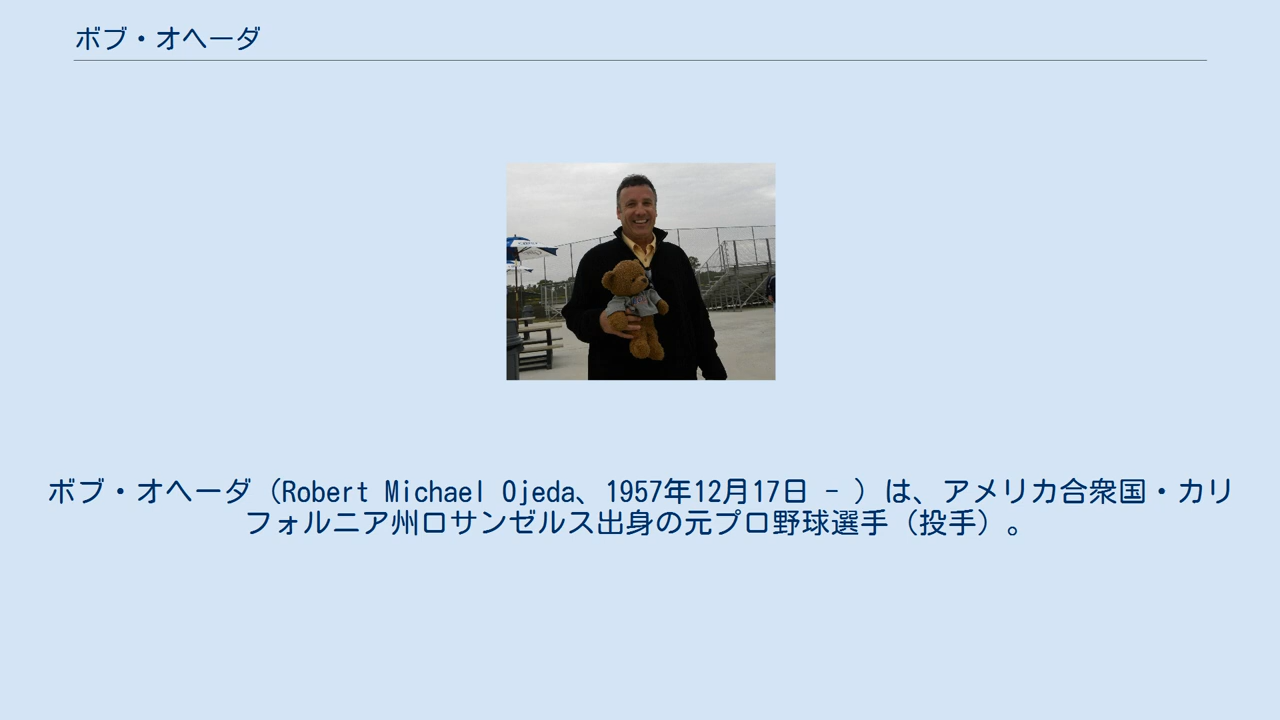 ボブ・オヘーダ
ボブ・オヘーダ（Robert Michael Ojeda、1957年12月17日 - ）は、アメリカ合衆国・カリ
フォルニア州ロサンゼルス出身の元プロ野球選手（投手）。